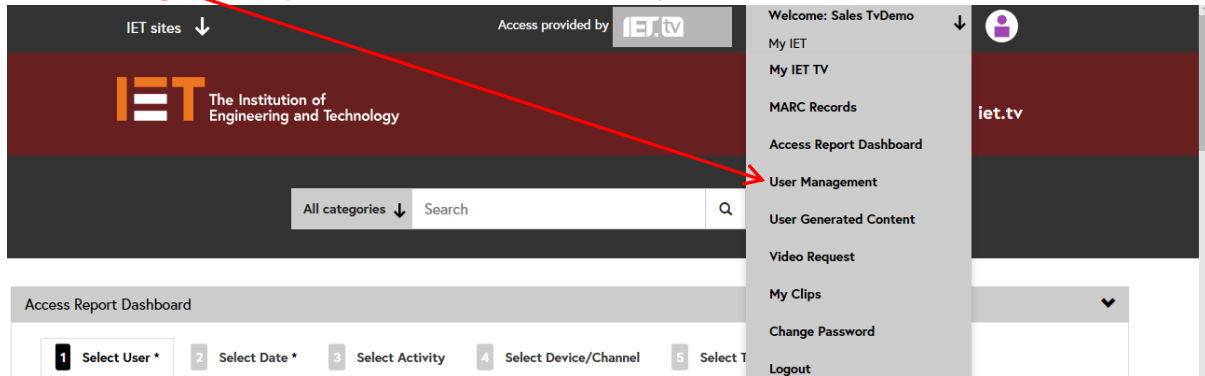 IET sites
Access provided by IET.tv
Welcome: Sales TvDemo
My IET
My IET TV
MARC Records
Access Report Dashboard
User Management
User Generated Content
Video Request
My Clips
Change Password
Logout
IET The Institution of
Engineering and Technology
iet.tv
All categories Search
Access Report Dashboard
1 Select User * 2 Select Date * 3 Select Activity 4 Select Device/Channel 5 Select